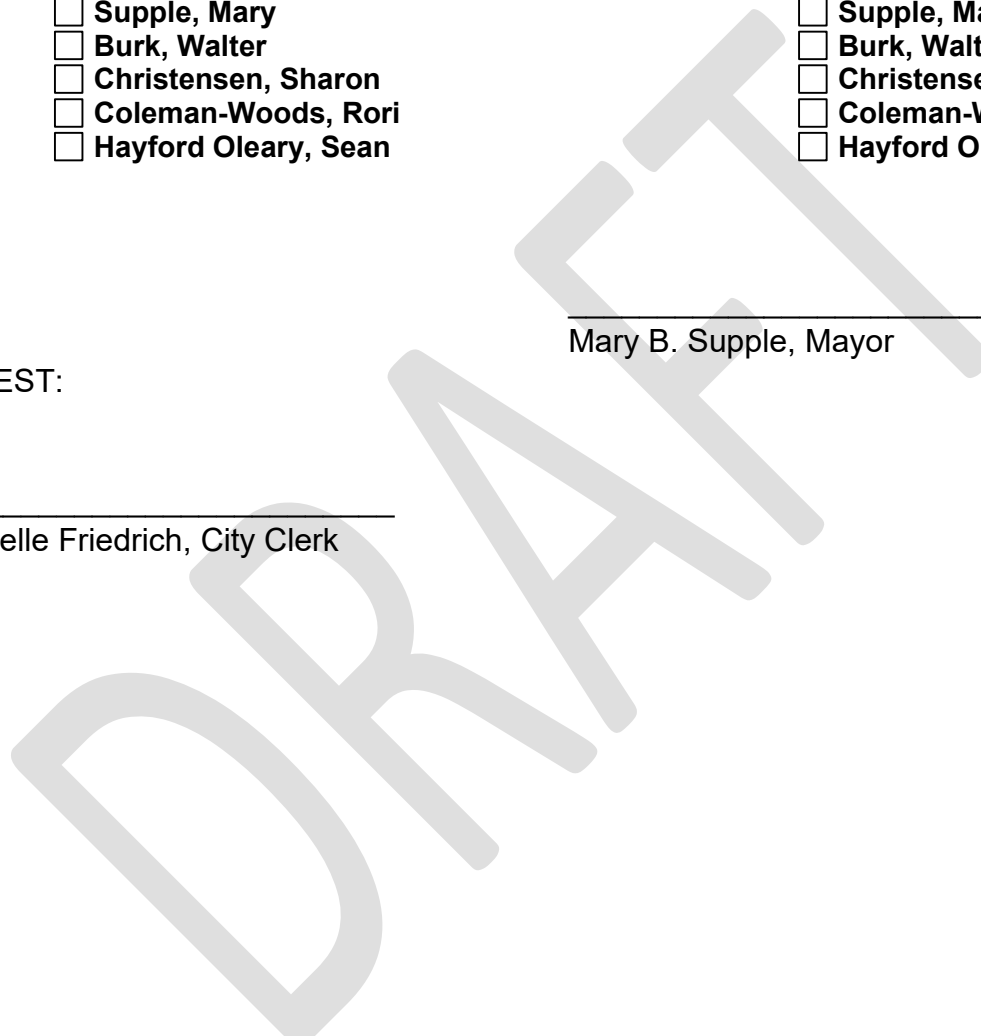 Supple, Mary
Burk, Walter
Christensen, Sharon
Coleman-Woods, Rori
Hayford Oleary, Sean
Supple, Ma
Burk, Walt
Christense
Coleman-
Hayford O
Mary B. Supple, Mayor
EST:
elle Friedrich, City Clerk
DRAFT